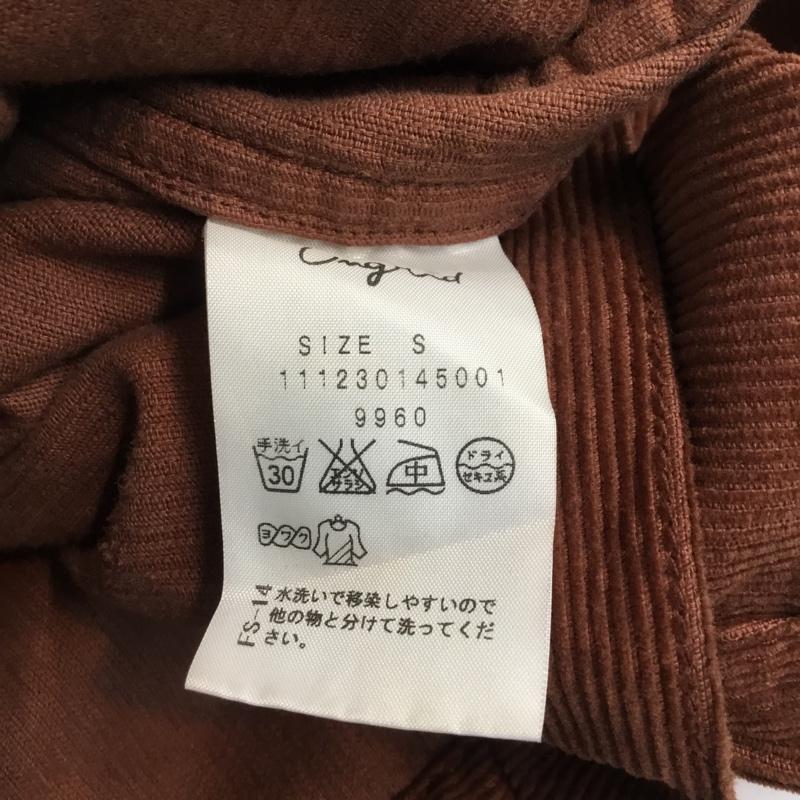 Ungrid
SIZE S
111230145001
9960
手洗イ
30
エンソ
サラシ
中
ドライ
セキユ系
ヨワク
FS-14
水洗いで移染しやすいので
他の物と分けて洗ってくだ
さい。